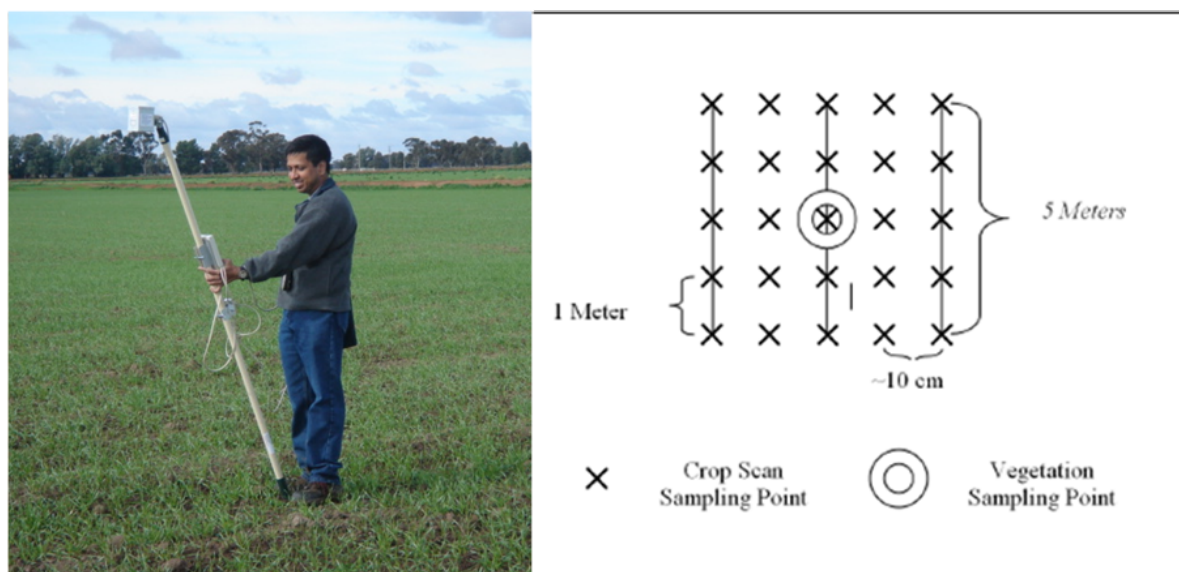 5 Meters
1 Meter
~10 cm
Crop Scan
Sampling Point
Vegetation
Sampling Point